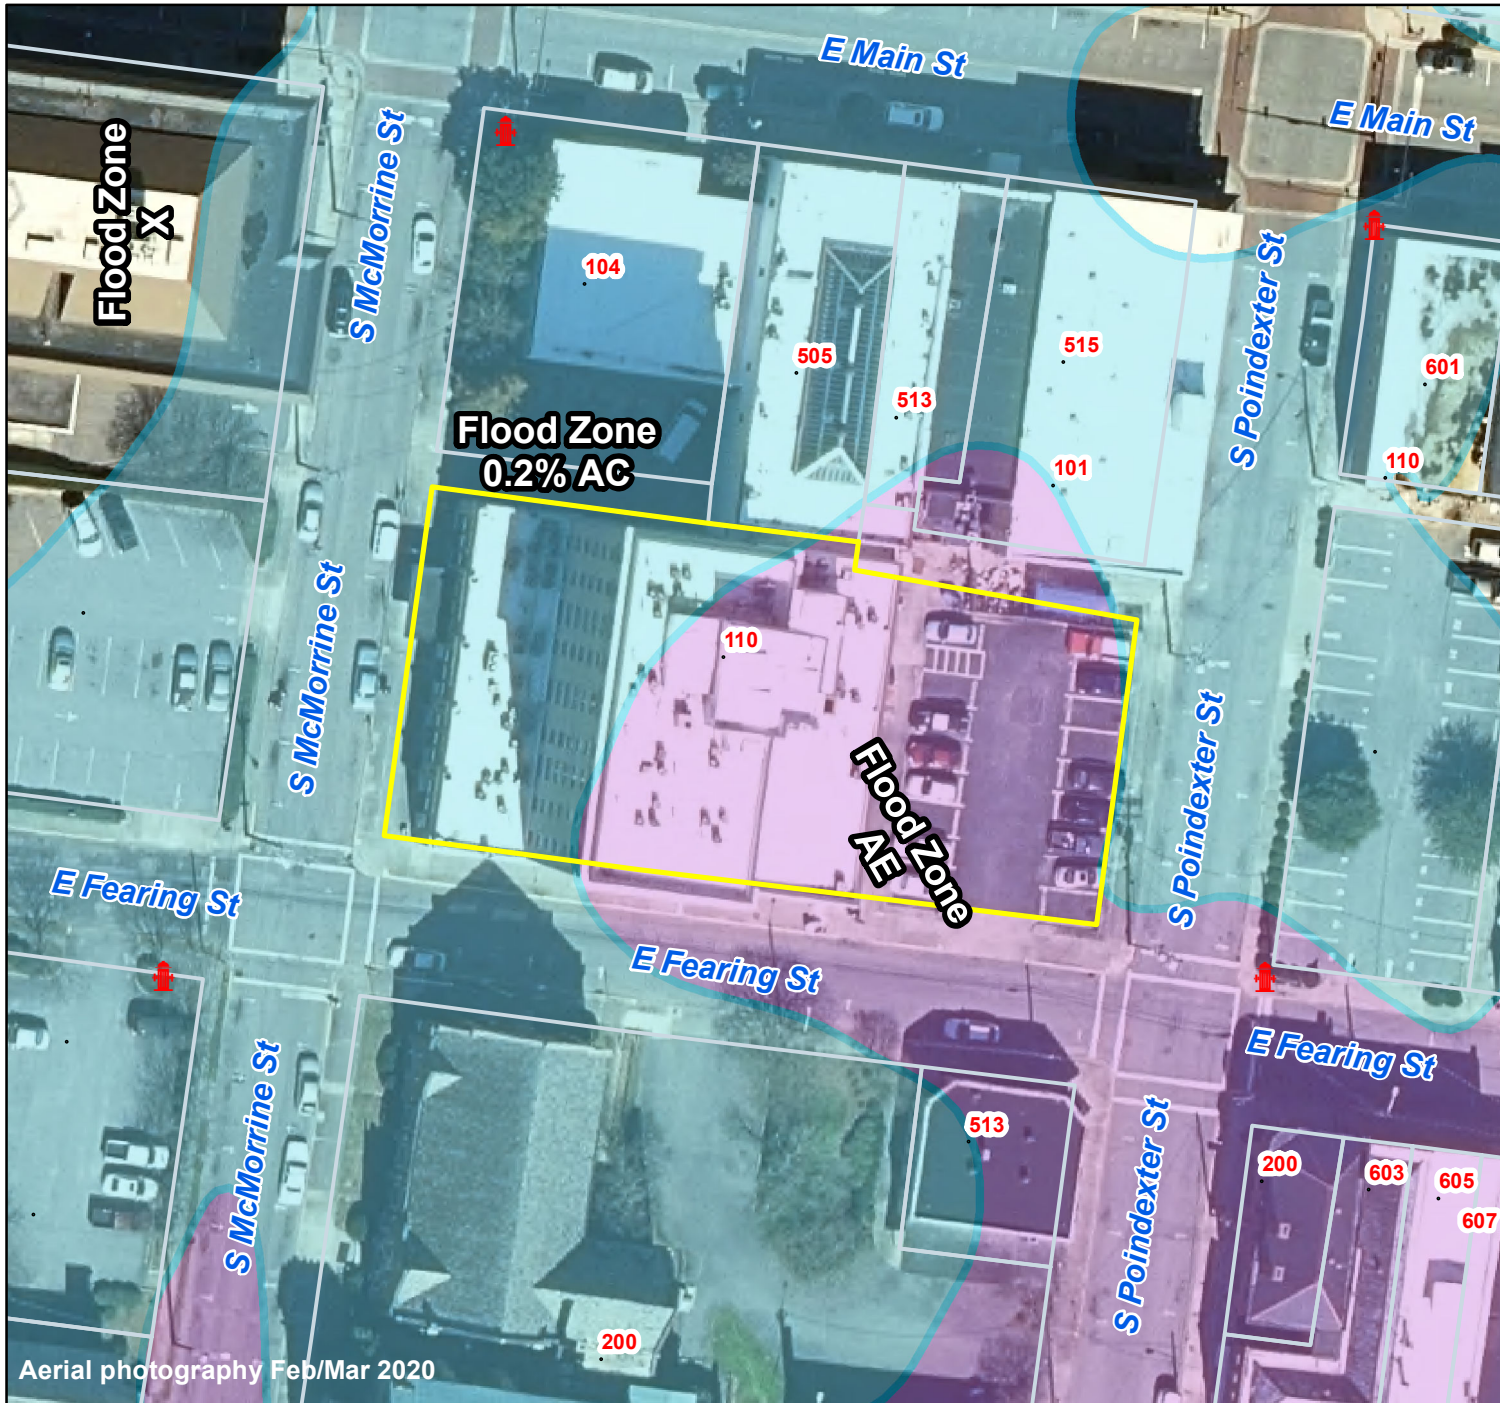 E Main St
E Main St
Flood Zone
X
S McMorrine St
104
505
513
515
101
S Poindexter St
601
110
Flood Zone
0.2% AC
S McMorrine St
110
Flood Zone
AE
S Poindexter St
E Fearing St
E Fearing St
E Fearing St
S McMorrine St
513
S Poindexter St
200
603
605
607
200
Aerial photography Feb/Mar 2020